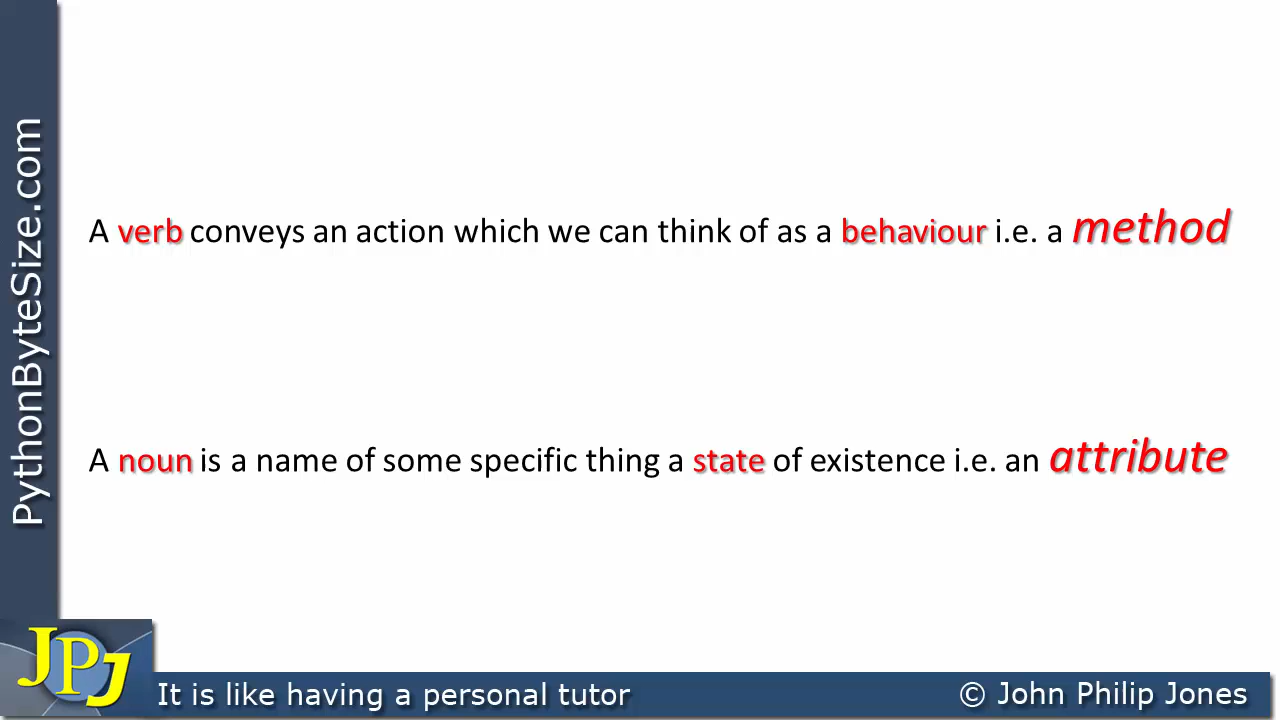 PythonByteSize.com
A verb conveys an action which we can think of as a behaviour i.e. a method
A noun is a name of some specific thing a state of existence i.e. an attribute
JPJ
It is like having a personal tutor
© John Philip Jones